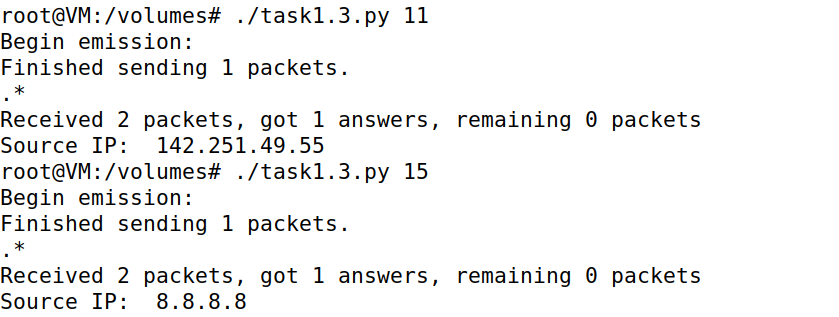 root@VM:/volumes# ./task1.3.py 11
Begin emission:
Finished sending 1 packets.
.*
Received 2 packets, got 1 answers, remaining 0 packets
Source IP:  142.251.49.55
root@VM:/volumes# ./task1.3.py 15
Begin emission:
Finished sending 1 packets.
.*
Received 2 packets, got 1 answers, remaining 0 packets
Source IP:  8.8.8.8